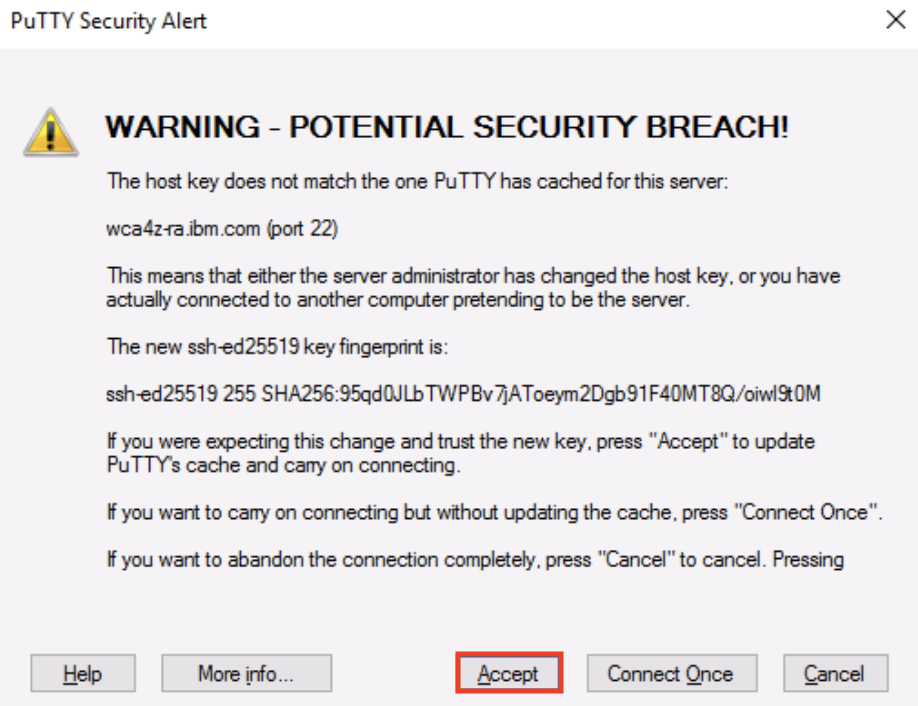 PuTTY Security Alert
WARNING - POTENTIAL SECURITY BREACH!
The host key does not match the one PuTTY has cached for this server:
wca4z-ra.ibm.com (port 22)
This means that either the server administrator has changed the host key, or you have
actually connected to another computer pretending to be the server.
The new ssh-ed25519 key fingerprint is:
ssh-ed25519 255 SHA256:95qd0JLbTWPBv7jAToeym2Dgb91F40MT8Q/oiwl9t0M
If you were expecting this change and trust the new key, press "Accept" to update
PuTTY's cache and carry on connecting.
If you want to carry on connecting but without updating the cache, press "Connect Once".
If you want to abandon the connection completely, press "Cancel" to cancel. Pressing
Help More info... Accept Connect Once Cancel